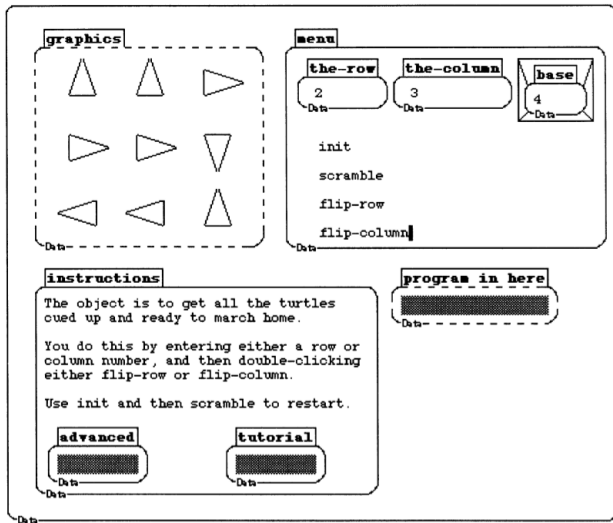 graphics
Data
menu
the-row
the-column
base
2
3
4
Data
Data
Data
init
scramble
flip-row
flip-column
Data
instructions
The object is to get all the turtles
cued up and ready to march home.
You do this by entering either a row or
column number, and then double-clicking
either flip-row or flip-column.
Use init and then scramble to restart.
advanced
tutorial
Data
Data
Data
program in here
Data
Data